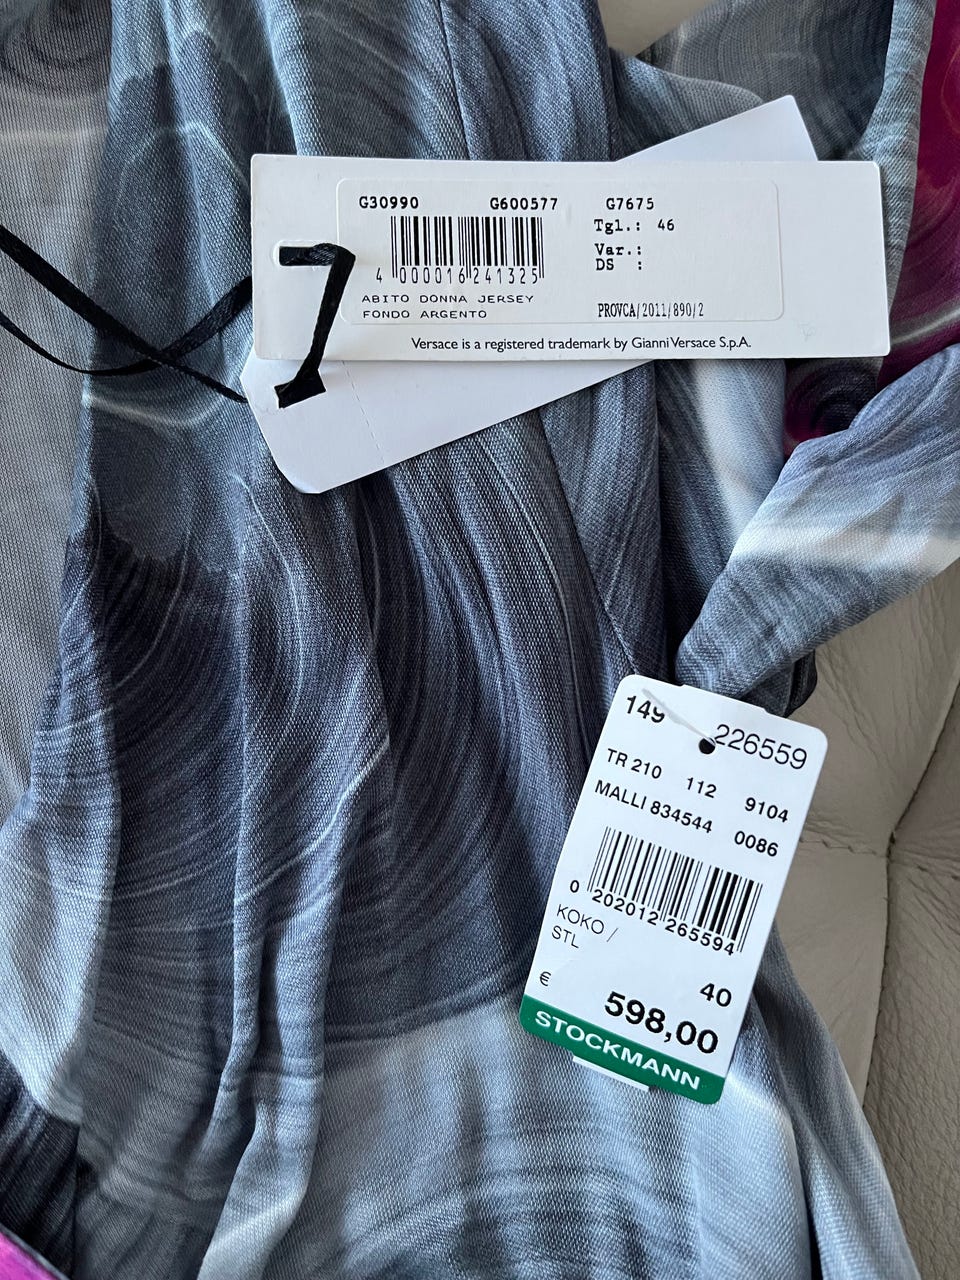 G30990 G600577 G7675
Tgl.: 46
Var.:
DS :
4 000016 241325
ABITO DONNA JERSEY
FONDO ARGENTO
PROVCA/2011/890/2
Versace is a registered trademark by Gianni Versace S.p.A.
149 226559
TR 210 112 9104
MALLI 834544 0086
0 202012 265594
KOKO /
STL
40
€ 598,00
STOCKMANN